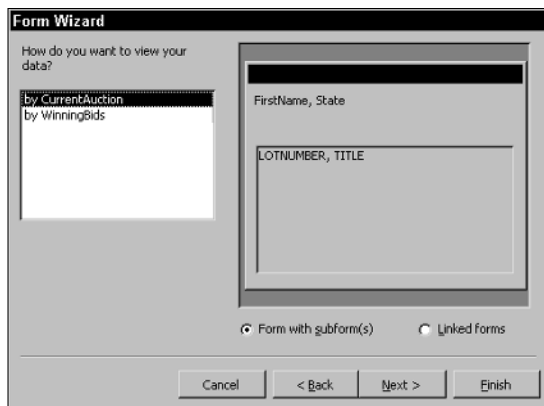 Form Wizard
How do you want to view your
data?
by CurrentAuction
by WinningBids
FirstName, State
LOTNUMBER, TITLE
Form with subform(s)
Linked forms
Cancel
< Back
Next >
Finish